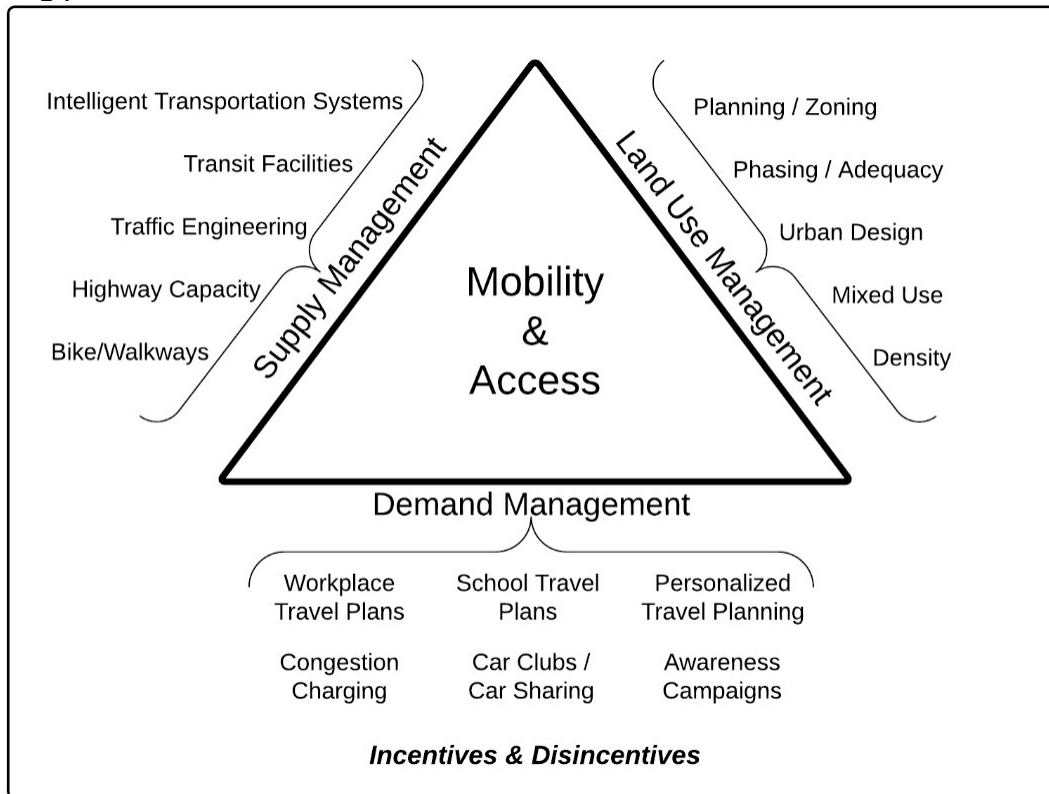 Intelligent Transportation Systems
Transit Facilities
Traffic Engineering
Highway Capacity
Bike/Walkways
Supply Management
Mobility
&
Access
Land Use Management
Planning / Zoning
Phasing / Adequacy
Urban Design
Mixed Use
Density
Demand Management
Workplace
Travel Plans
School Travel
Plans
Personalized
Travel Planning
Congestion
Charging
Car Clubs /
Car Sharing
Awareness
Campaigns
Incentives & Disincentives